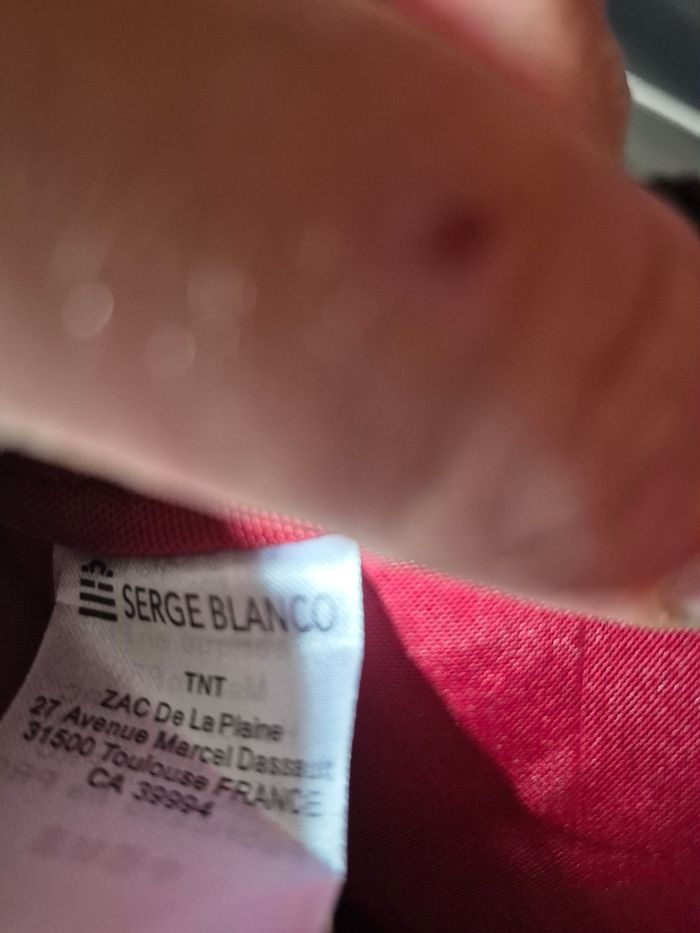 SERGE BLANCO
TNT
ZAC De La Plaine
27 Avenue Marcel Dassault
31500 Toulouse FRANCE
CA 39994